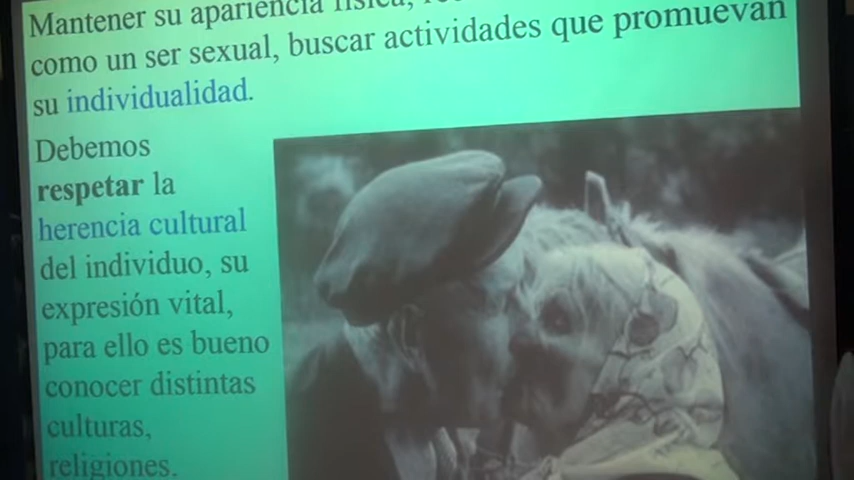 Mantener su apariencia física,
como un ser sexual, buscar actividades que promuevan
su individualidad.
Debemos
respetar la
herencia cultural
del individuo, su
expresión vital,
para ello es bueno
conocer distintas
culturas,
religiones.